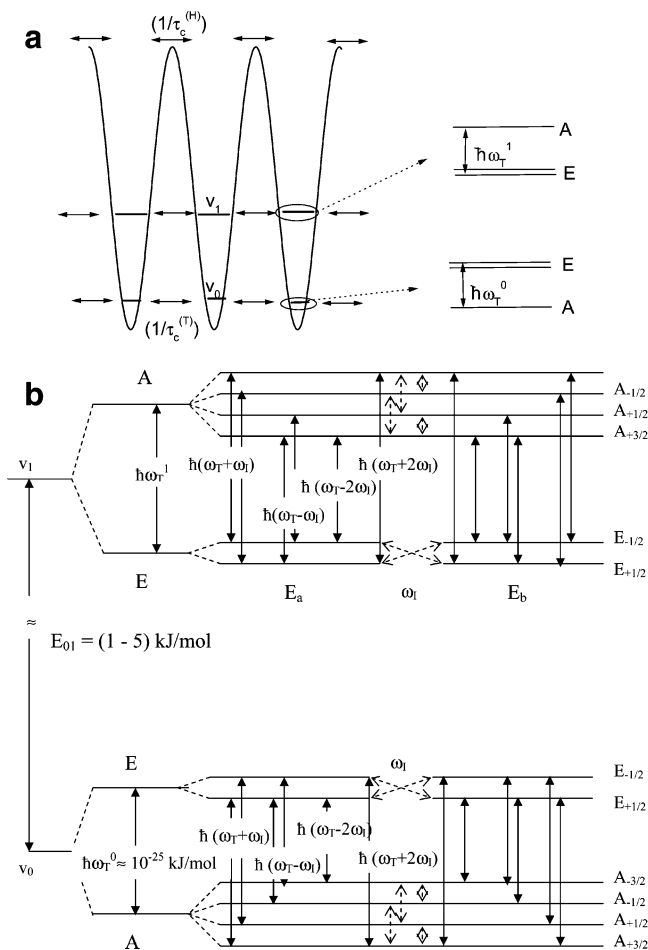 a
(1/τc(H))
A
ħωT1
E
v1
v0
E
ħωT0
A
(1/τc(T))
b
A
A-1/2
A+1/2
A+3/2
v1
ħωT1
ħ(ωT+ωI)
ħ (ωT+2ωI)
ħ (ωT-2ωI)
ħ(ωT-ωI)
E-1/2
E+1/2
E
Ea
ωI
Eb
≈
E01 = (1 - 5) kJ/mol
E
ωI
E-1/2
E+1/2
ħ (ωT+ωI)
ħ (ωT-2ωI)
ħ (ωT-ωI)
ħ (ωT+2ωI)
v0
ħωT0 ≈ 10-25 kJ/mol
A-3/2
A-1/2
A+1/2
A+3/2
A